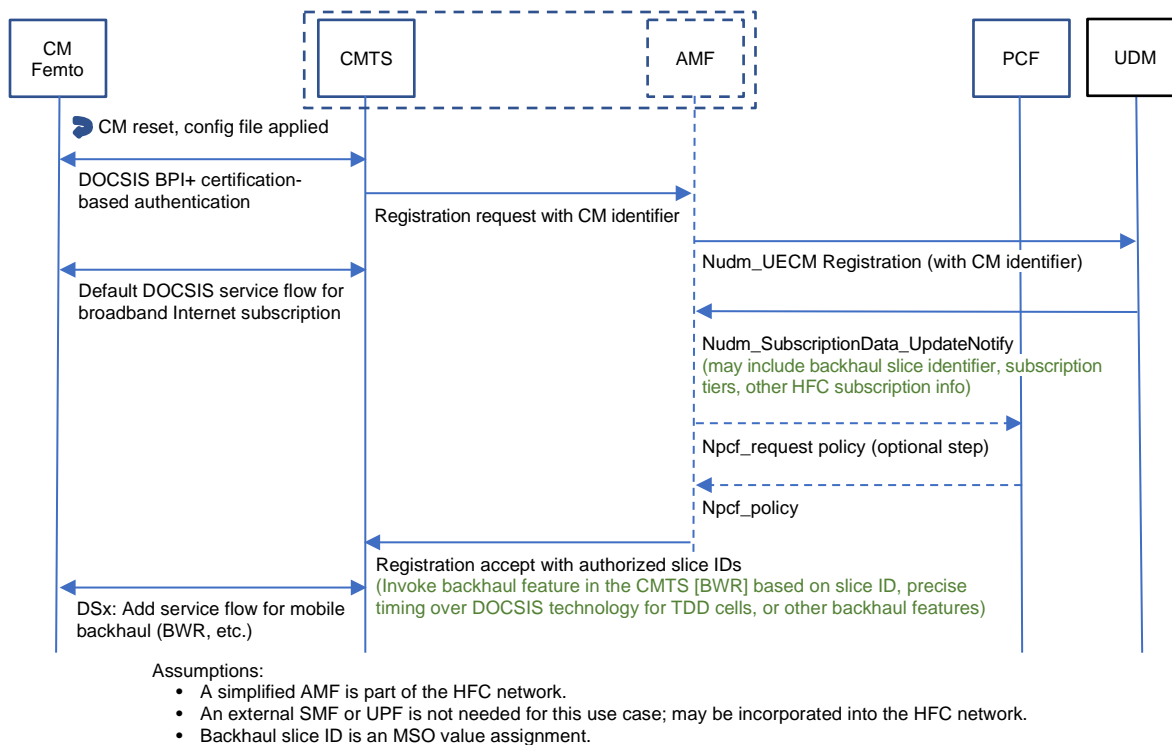 CM
Femto
CMTS
AMF
PCF
UDM
CM reset, config file applied
DOCSIS BPI+ certification-
based authentication
Registration request with CM identifier
Nudm_UECM Registration (with CM identifier)
Default DOCSIS service flow for
broadband Internet subscription
Nudm_SubscriptionData_UpdateNotify
(may include backhaul slice identifier, subscription
tiers, other HFC subscription info)
Npcf_request policy (optional step)
Npcf_policy
Registration accept with authorized slice IDs
(Invoke backhaul feature in the CMTS [BWR] based on slice ID, precise
timing over DOCSIS technology for TDD cells, or other backhaul features)
DSx: Add service flow for mobile
backhaul (BWR, etc.)
Assumptions:
• A simplified AMF is part of the HFC network.
• An external SMF or UPF is not needed for this use case; may be incorporated into the HFC network.
• Backhaul slice ID is an MSO value assignment.